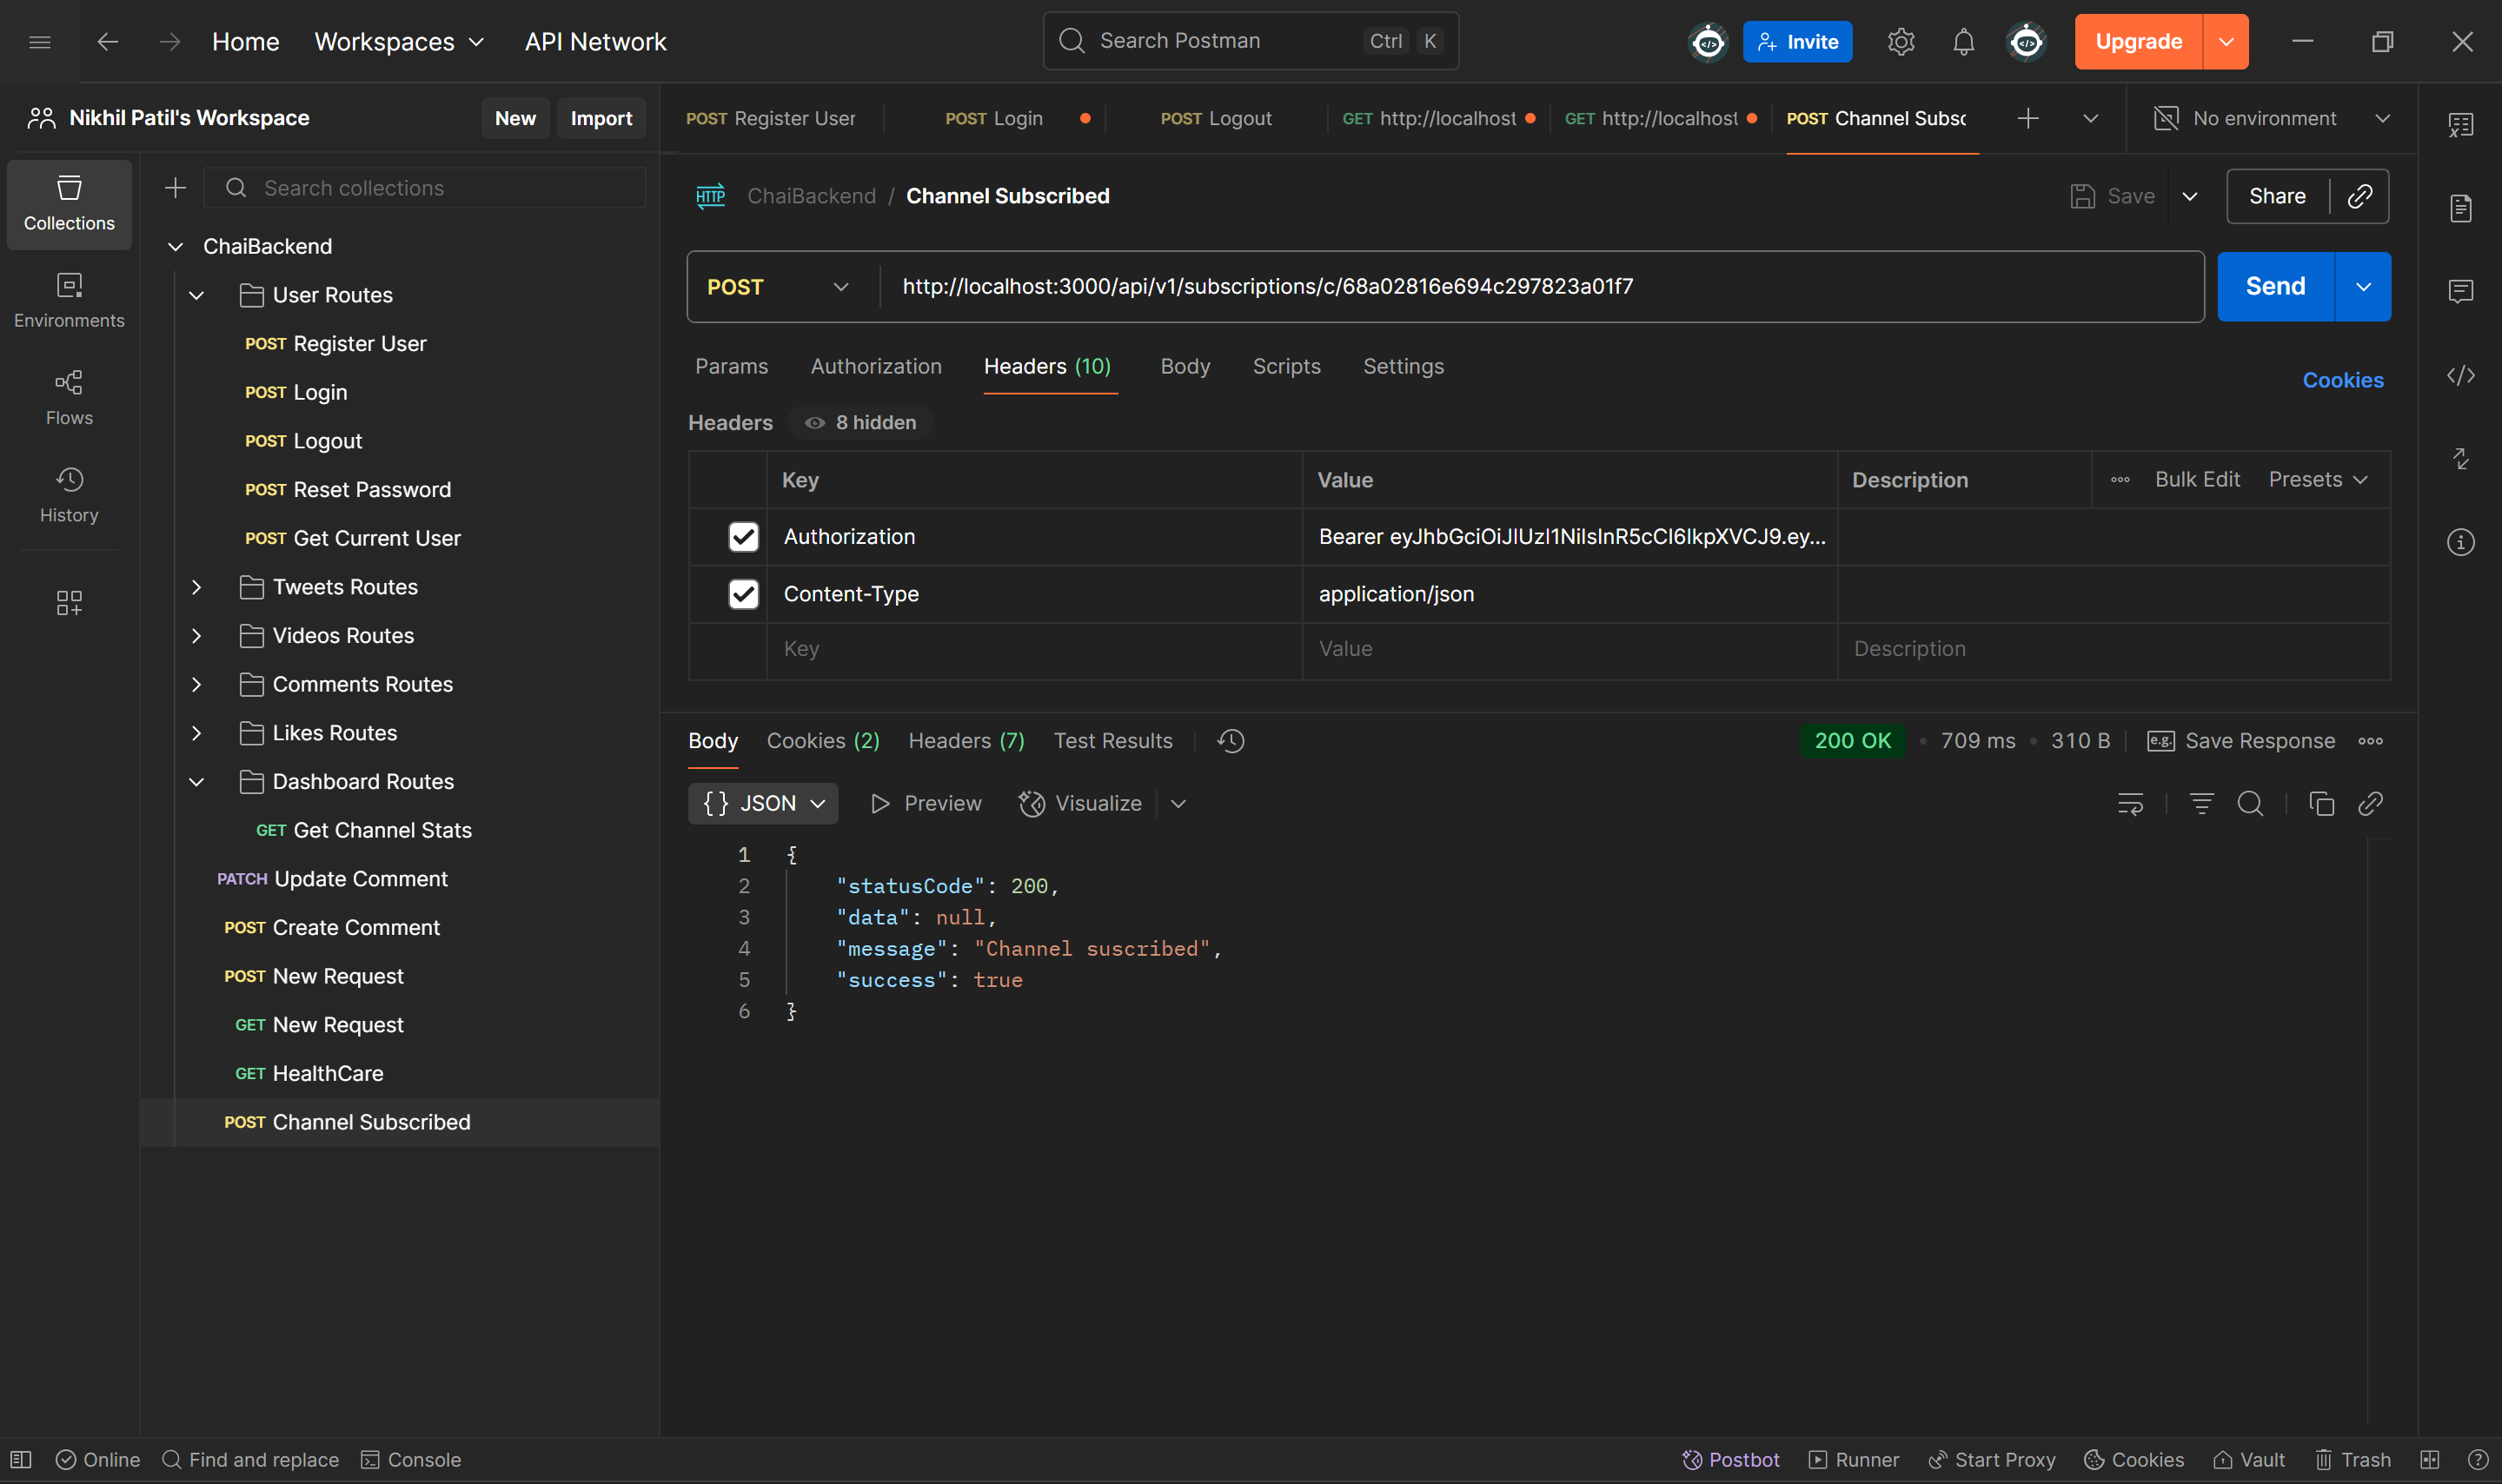 Home Workspaces API Network Search Postman Ctrl K Invite Upgrade
Nikhil Patil's Workspace New Import
POST Register User POST Login POST Logout GET http://localhost GET http://localhost POST Channel Subsc No environment
Collections
Environments
Flows
History
Search collections
ChaiBackend
User Routes
POST Register User
POST Login
POST Logout
POST Reset Password
POST Get Current User
Tweets Routes
Videos Routes
Comments Routes
Likes Routes
Dashboard Routes
GET Get Channel Stats
PATCH Update Comment
POST Create Comment
POST New Request
GET New Request
GET HealthCare
POST Channel Subscribed
HTTP ChaiBackend / Channel Subscribed Save Share
POST http://localhost:3000/api/v1/subscriptions/c/68a02816e694c297823a01f7 Send
Params Authorization Headers (10) Body Scripts Settings Cookies
Headers 8 hidden
Key Value Description Bulk Edit Presets
Authorization Bearer eyJhbGciOiJIUzI1NiIsInR5cCI6IkpXVCJ9.ey...
Content-Type application/json
Key Value Description
Body Cookies (2) Headers (7) Test Results 200 OK • 709 ms • 310 B e.g. Save Response
{} JSON Preview Visualize
1 {
2 "statusCode": 200,
3 "data": null,
4 "message": "Channel suscribed",
5 "success": true
6 }
Online Find and replace Console Postbot Runner Start Proxy Cookies Vault Trash